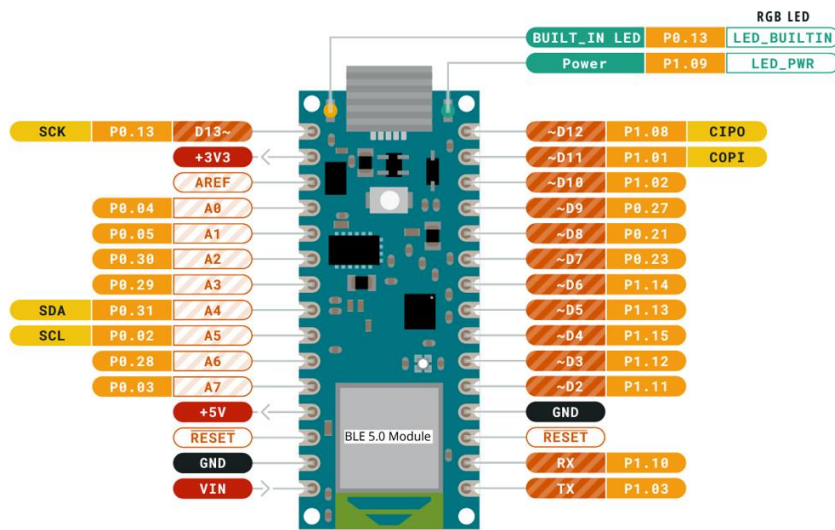 RGB LED
BUILT_IN LED P0.13 LED_BUILTIN
Power P1.09 LED_PWR
SCK P0.13 D13~ ~D12 P1.08 CIPO
+3V3 ~D11 P1.01 COPI
AREF ~D10 P1.02
P0.04 A0 ~D9 P0.27
P0.05 A1 ~D8 P0.21
P0.30 A2 ~D7 P0.23
P0.29 A3 ~D6 P1.14
SDA P0.31 A4 ~D5 P1.13
SCL P0.02 A5 ~D4 P1.15
P0.28 A6 ~D3 P1.12
P0.03 A7 ~D2 P1.11
+5V GND
RESET BLE 5.0 Module RESET
GND RX P1.10
VIN TX P1.03